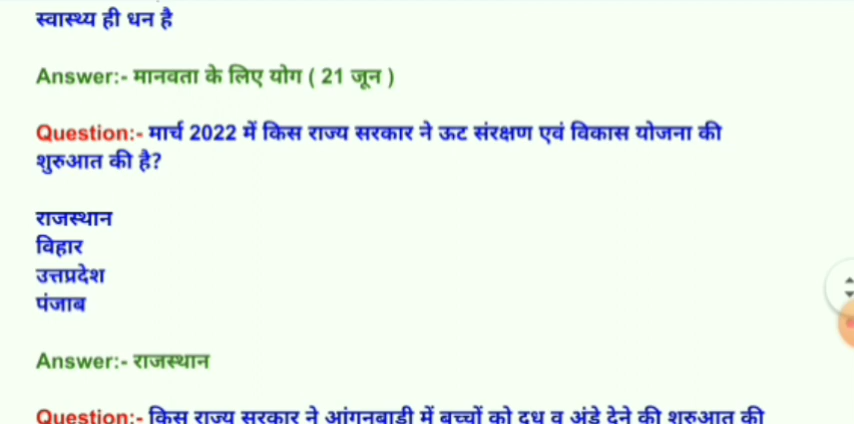 स्वास्थ्य ही धन है
Answer:- मानवता के लिए योग ( 21 जून )
Question:- मार्च 2022 में किस राज्य सरकार ने ऊट संरक्षण एवं विकास योजना की
शुरुआत की है?
राजस्थान
विहार
उत्तप्रदेश
पंजाब
Answer:- राजस्थान
Question:- किस राज्य सरकार ने आंगनबाडी में बच्चों को दूध व अंडे देने की शुरुआत की